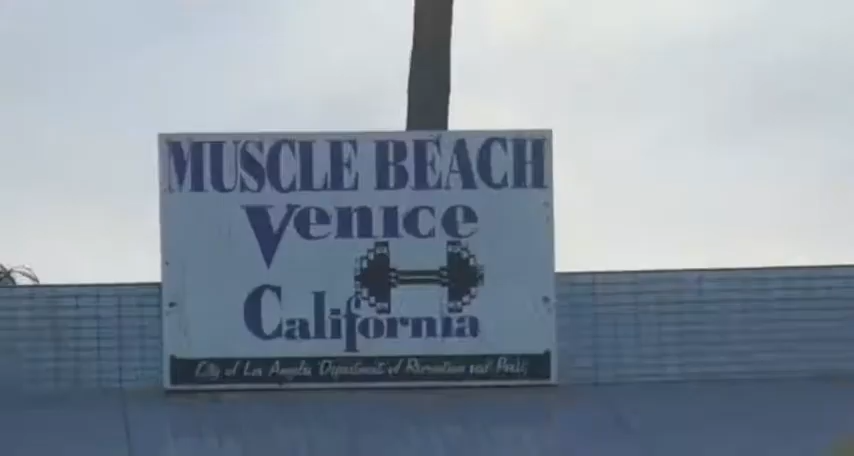 MUSCLE BEACH
Venice
California
City of Los Angeles Department of Recreation and Parks